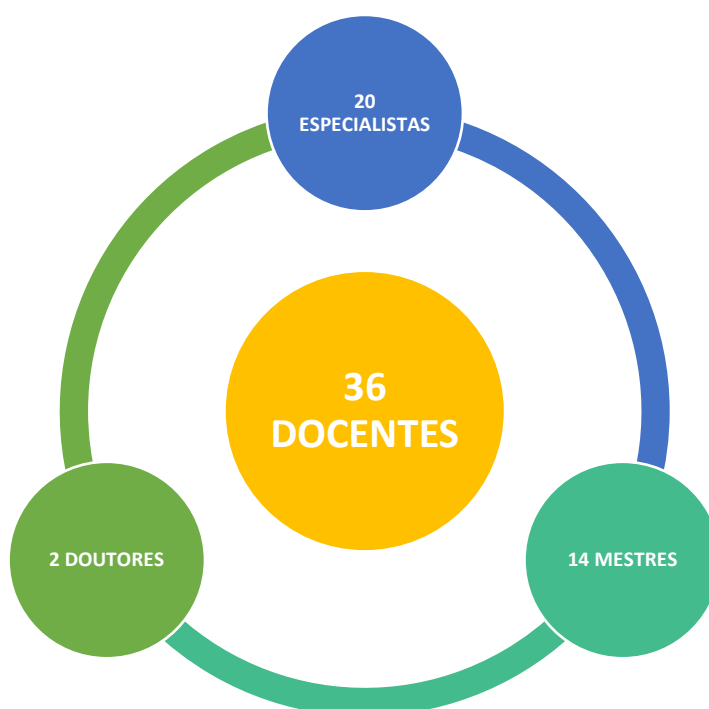 20
ESPECIALISTAS
36
DOCENTES
2 DOUTORES
14 MESTRES